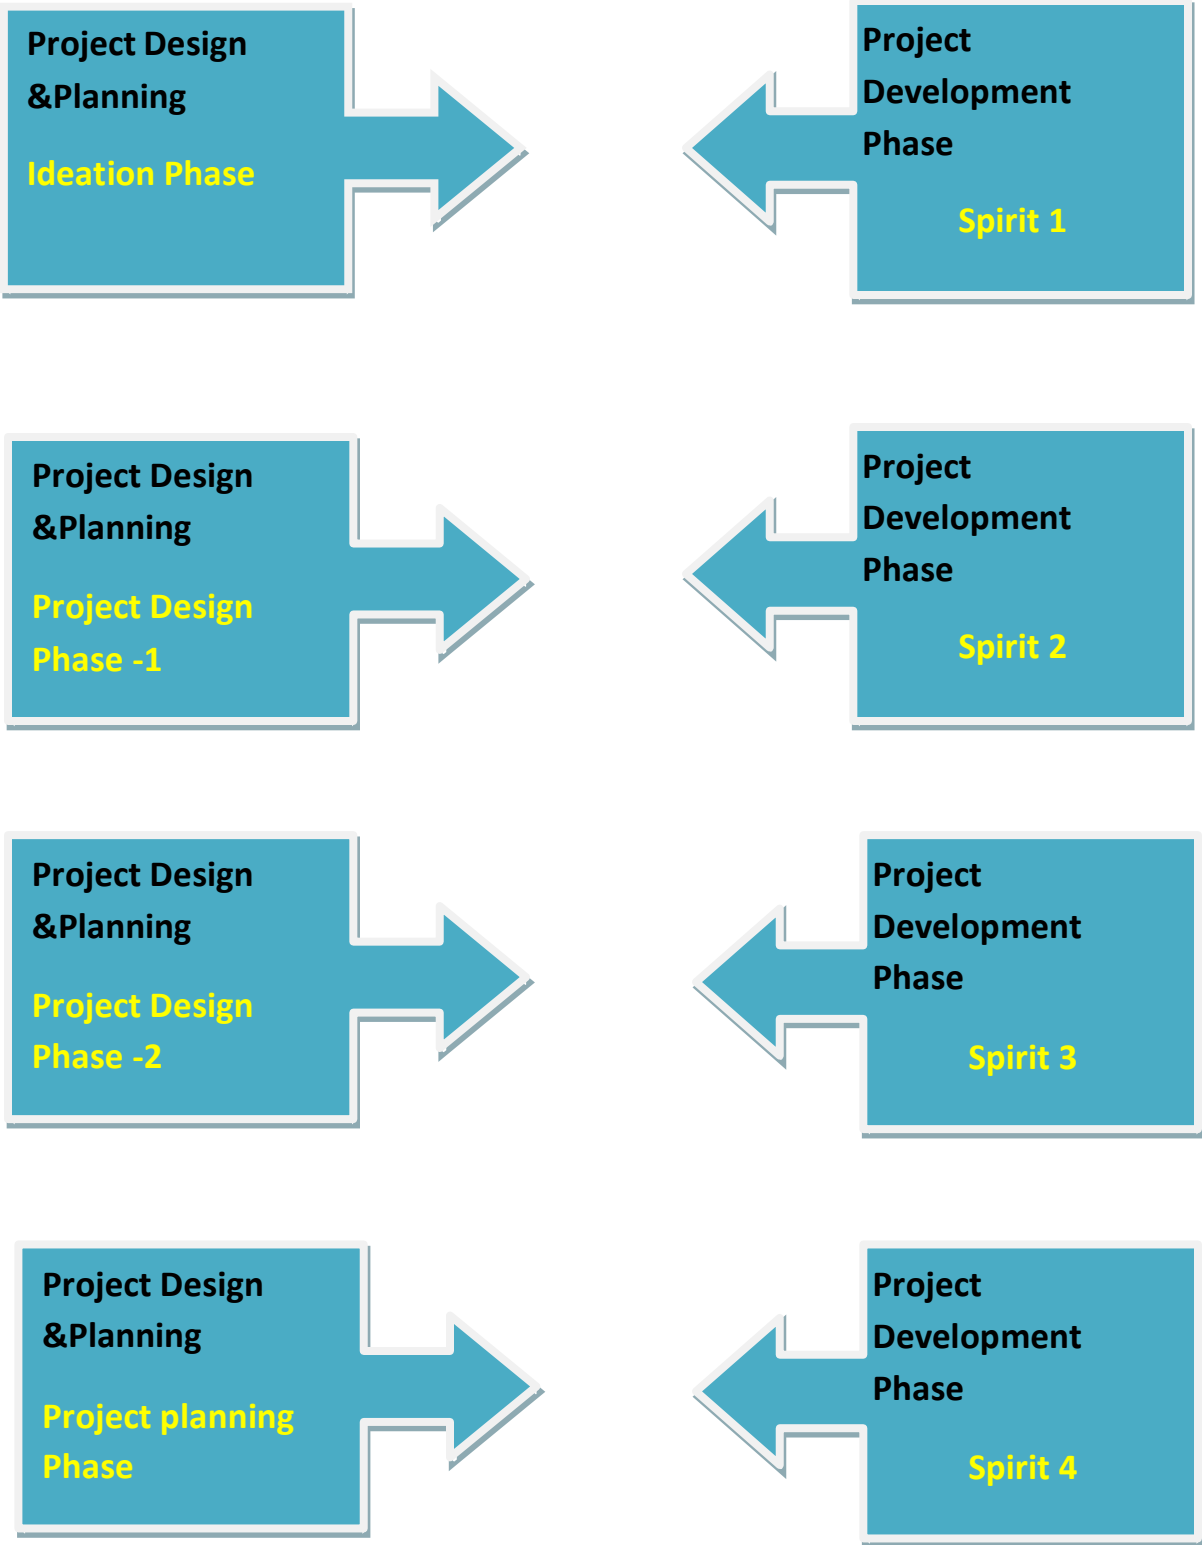 Project Design
&Planning
Ideation Phase
Project
Development
Phase
Spirit 1
Project Design
&Planning
Project Design
Phase -1
Project
Development
Phase
Spirit 2
Project Design
&Planning
Project Design
Phase -2
Project
Development
Phase
Spirit 3
Project Design
&Planning
Project planning
Phase
Project
Development
Phase
Spirit 4